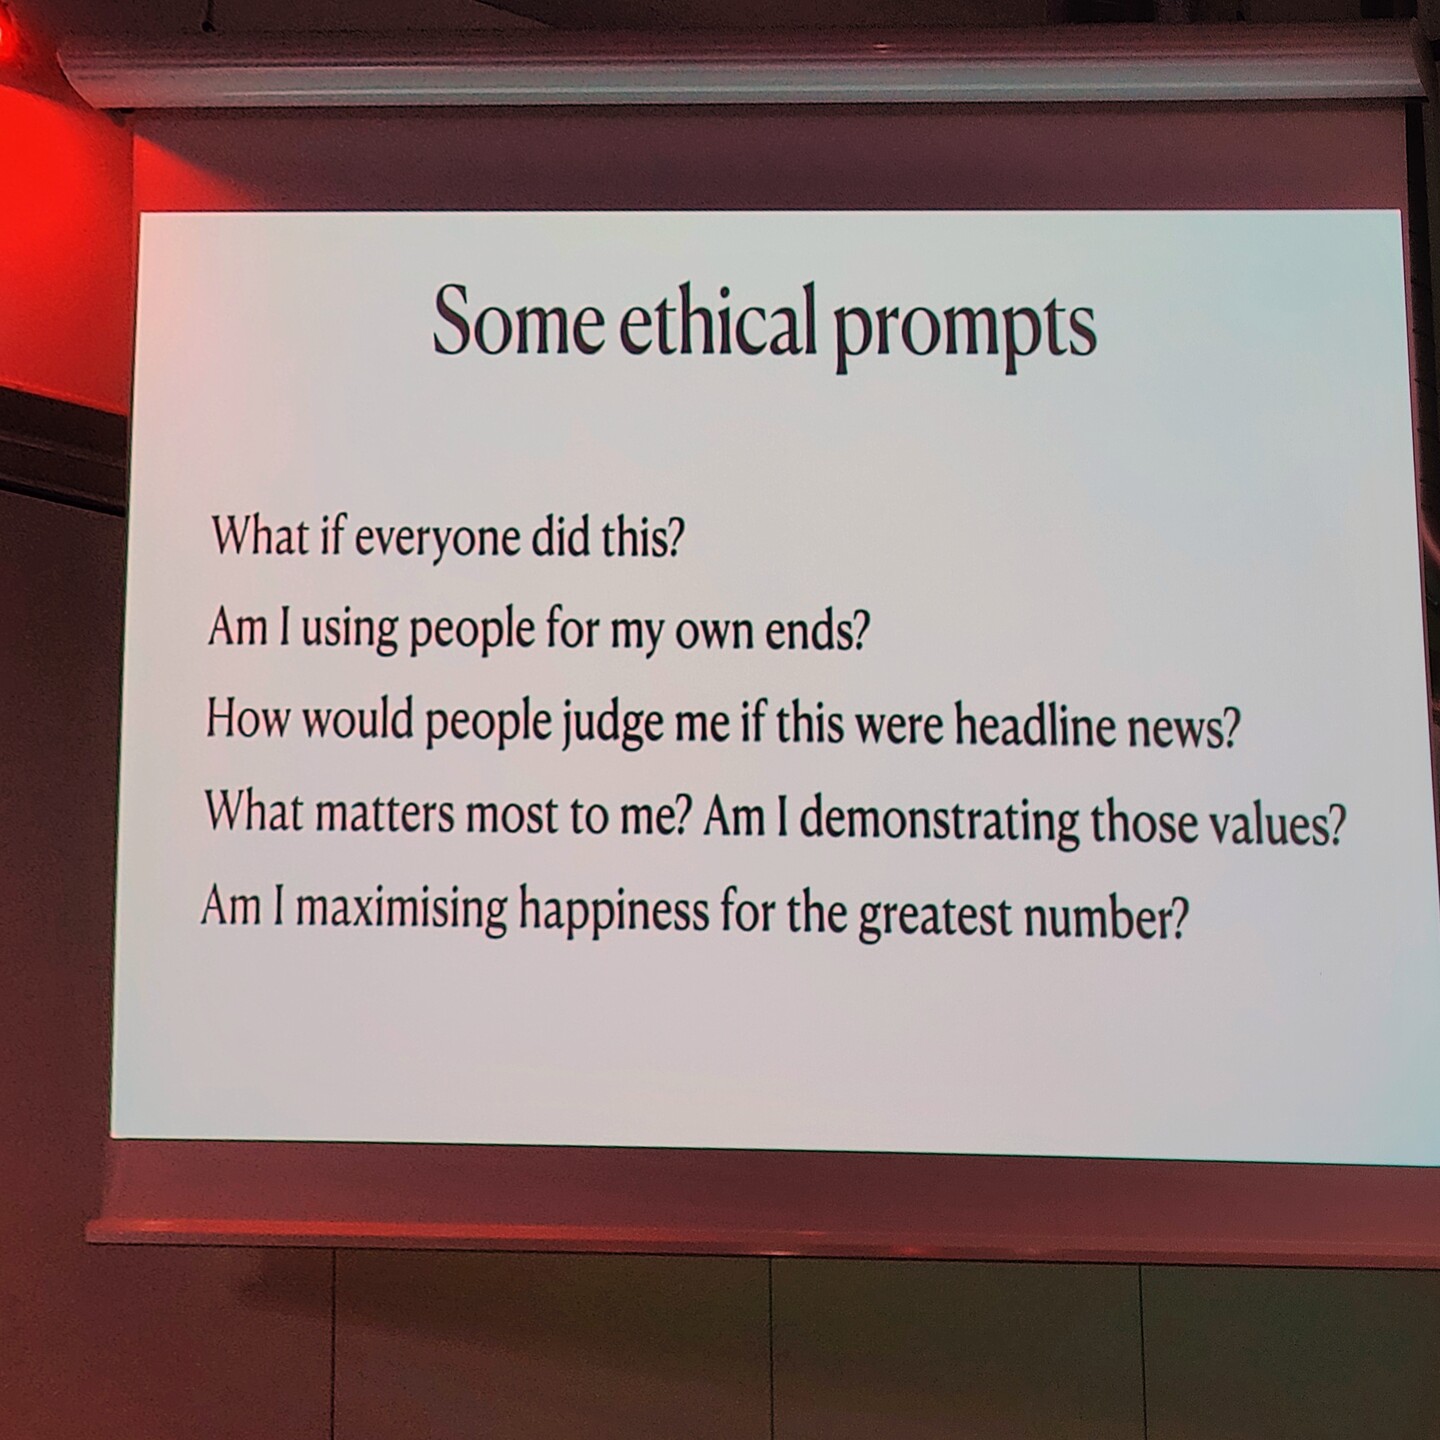 Some ethical prompts
What if everyone did this?
Am I using people for my own ends?
How would people judge me if this were headline news?
What matters most to me? Am I demonstrating those values?
Am I maximising happiness for the greatest number?